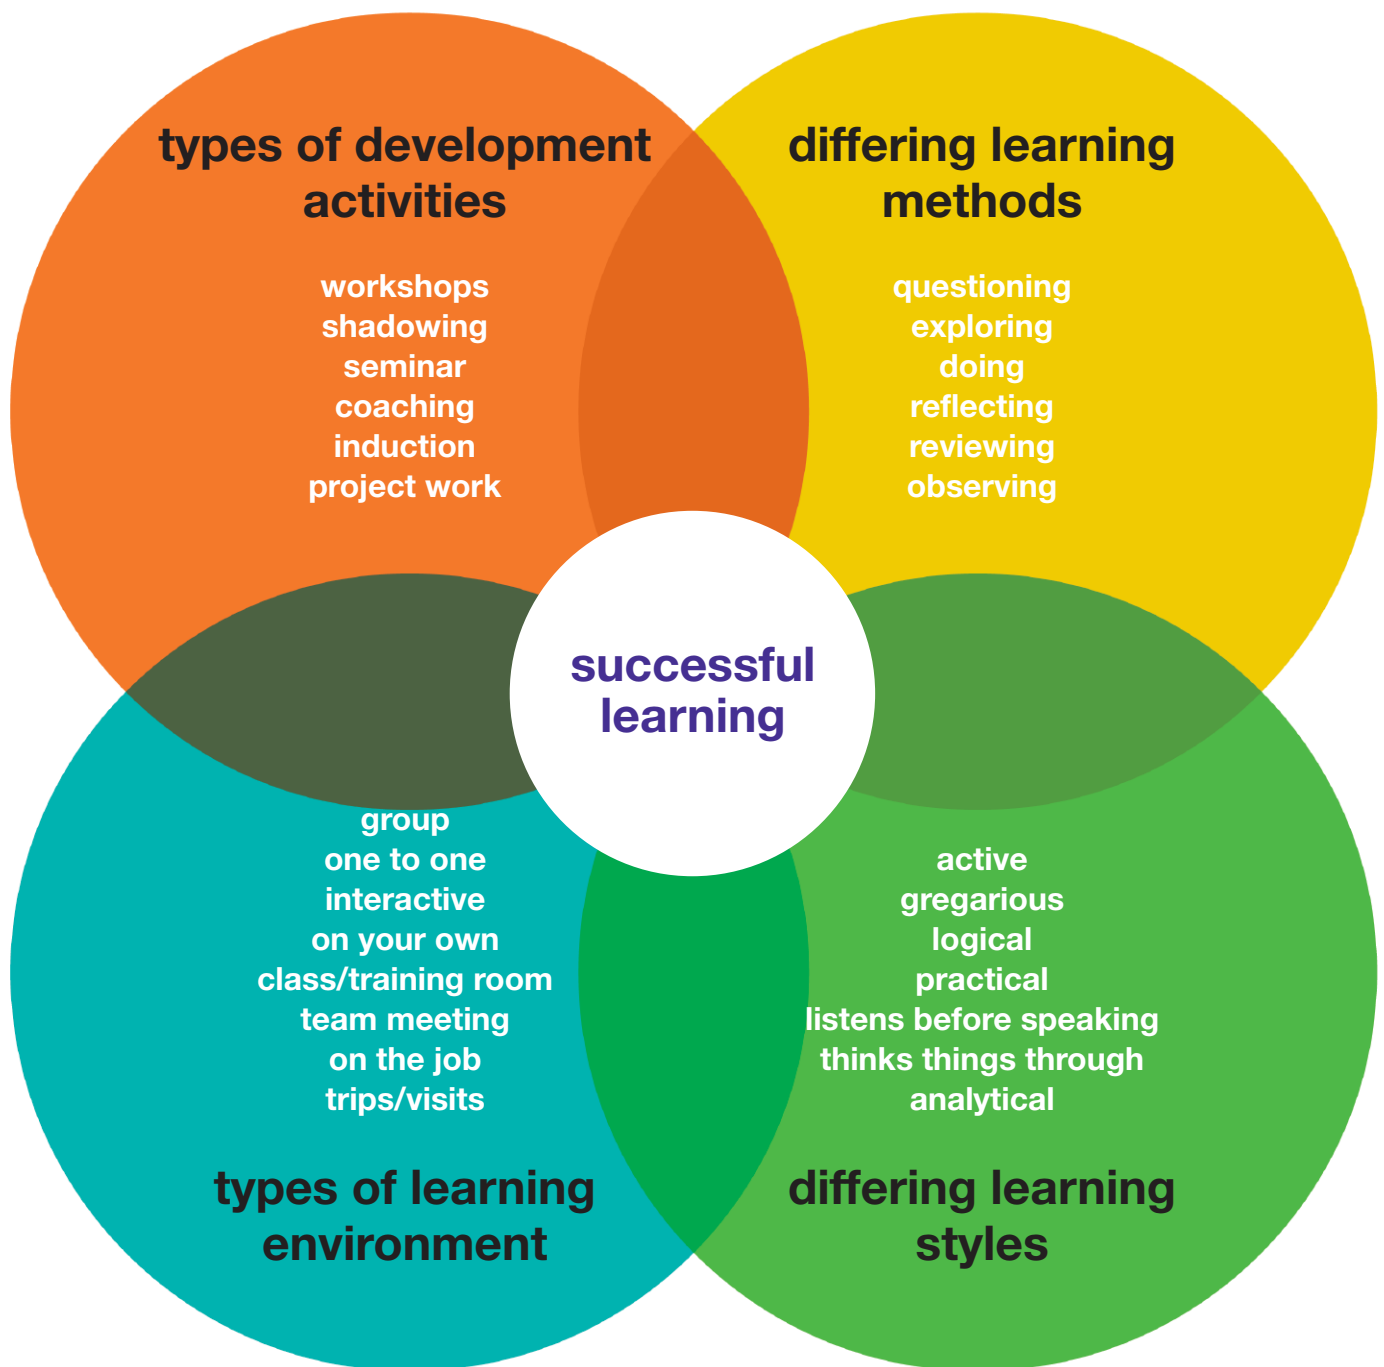 types of development
activities
workshops
shadowing
seminar
coaching
induction
project work
differing learning
methods
questioning
exploring
doing
reflecting
reviewing
observing
successful
learning
group
one to one
interactive
on your own
class/training room
team meeting
on the job
trips/visits
types of learning
environment
active
gregarious
logical
practical
listens before speaking
thinks things through
analytical
differing learning
styles